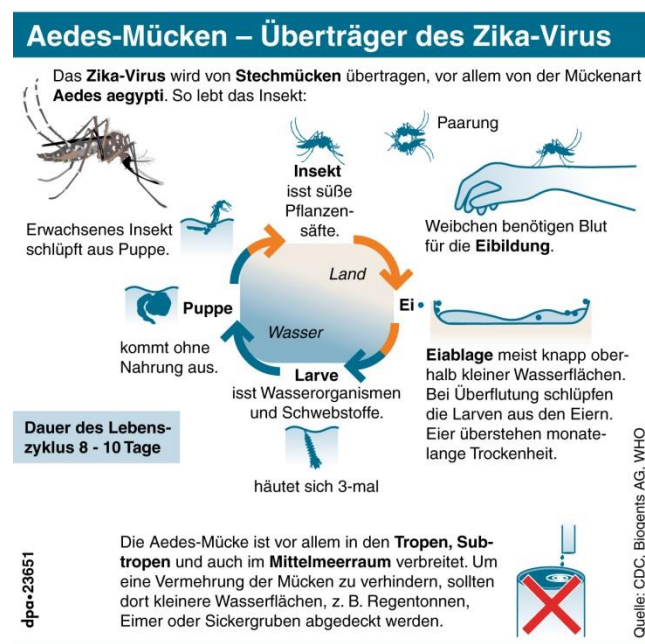 Aedes-Mücken – Überträger des Zika-Virus
Das Zika-Virus wird von Stechmücken übertragen, vor allem von der Mückenart
Aedes aegypti. So lebt das Insekt:
Paarung
Insekt
isst süße
Pflanzen-
säfte.
Weibchen benötigen Blut
für die Eibildung.
Erwachsenes Insekt
schlüpft aus Puppe.
Land
Ei
Puppe
kommt ohne
Nahrung aus.
Wasser
Larve
isst Wasserorganismen
und Schwebstoffe.
Eiablage meist knapp ober-
halb kleiner Wasserflächen.
Bei Überflutung schlüpfen
die Larven aus den Eiern.
Eier überstehen monate-
lange Trockenheit.
Dauer des Lebens-
zyklus 8 - 10 Tage
häutet sich 3-mal
Die Aedes-Mücke ist vor allem in den Tropen, Sub-
tropen und auch im Mittelmeerraum verbreitet. Um
eine Vermehrung der Mücken zu verhindern, sollten
dort kleinere Wasserflächen, z. B. Regentonnen,
Eimer oder Sickergruben abgedeckt werden.
dpa•23651
Quelle: CDC, Biogents AG, WHO